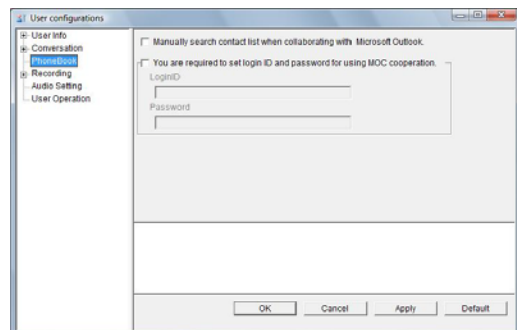 User configurations
User Info
Conversation
PhoneBook
Recording
Audio Setting
User Operation
Manually search contact list when collaborating with Microsoft Outlook.
You are required to set login ID and password for using MOC cooperation.
LoginID
Password
OK Cancel Apply Default